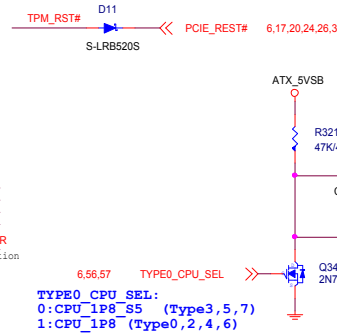 D11
TPM_RST#
PCIE_REST# 6,17,20,24,26,3
S-LRB520S
ATX_5VSB
R321
47K/
R
tion
6,56,57 TYPE0_CPU_SEL
Q34
2N7
TYPE0_CPU_SEL:
0:CPU_1P8_S5 (Type3,5,7)
1:CPU_1P8 (Type0,2,4,6)